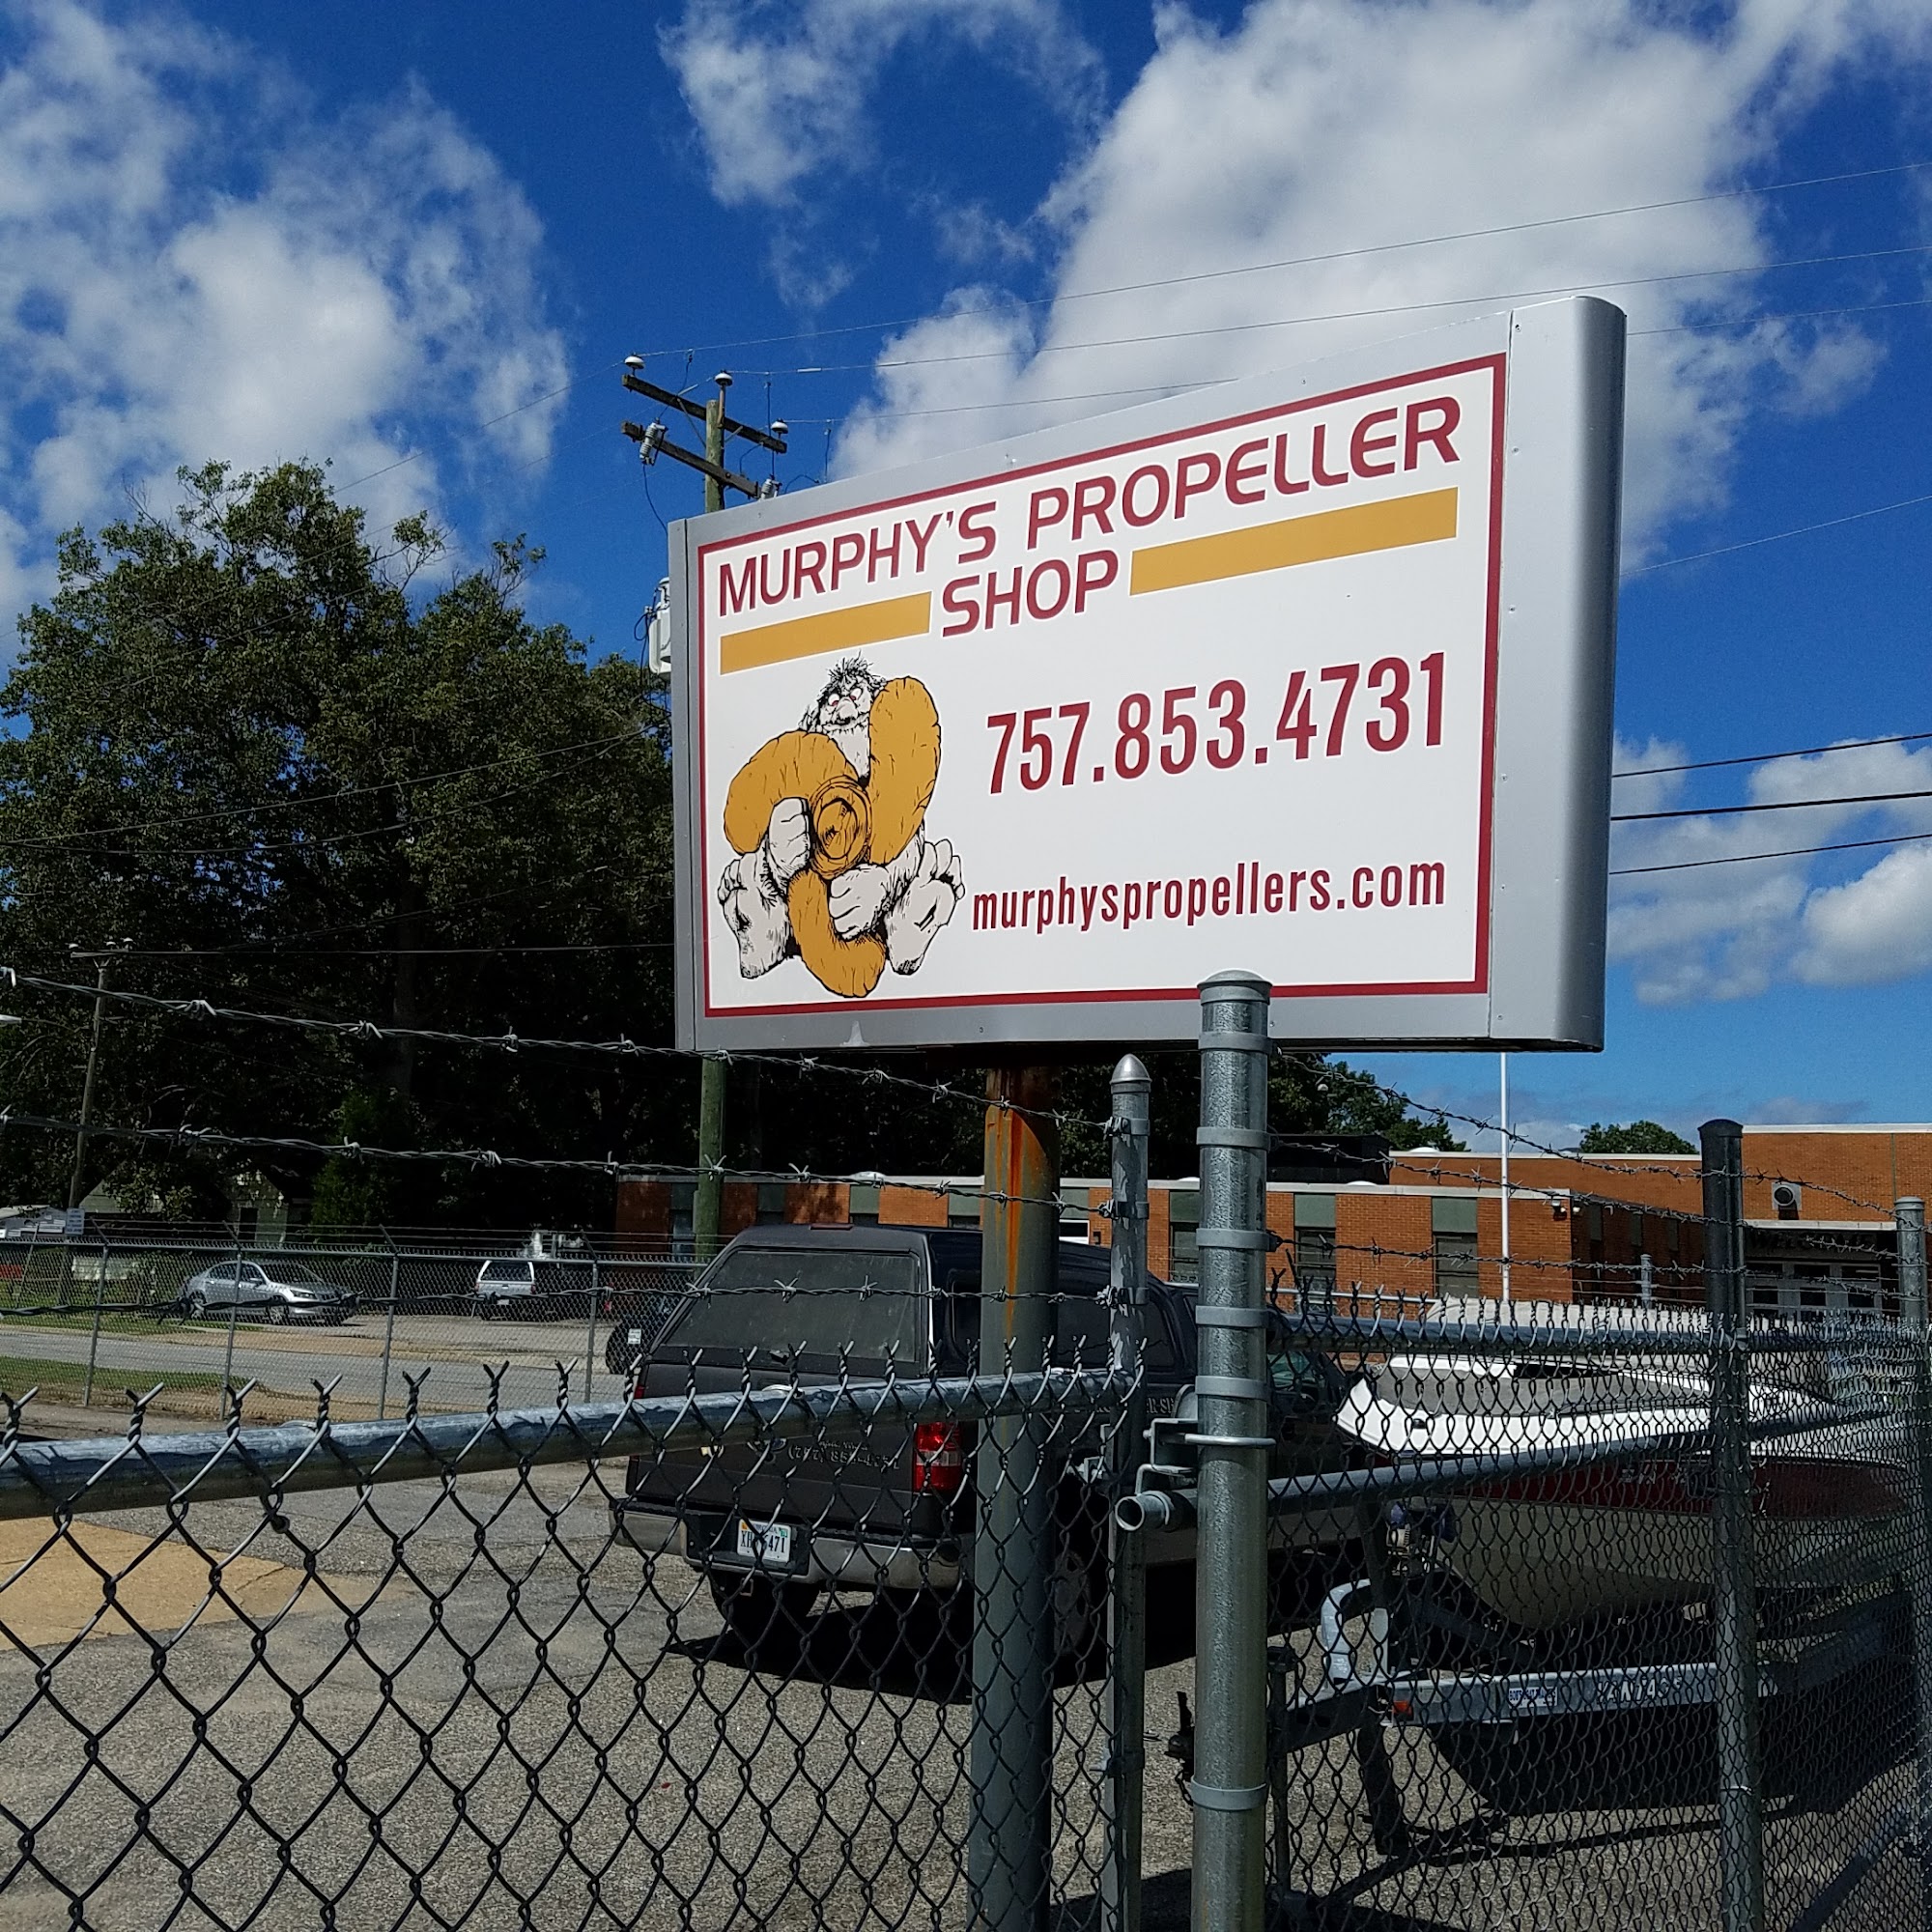 MURPHY'S PROPELLER
SHOP
757.853.4731
murphyspropellers.com